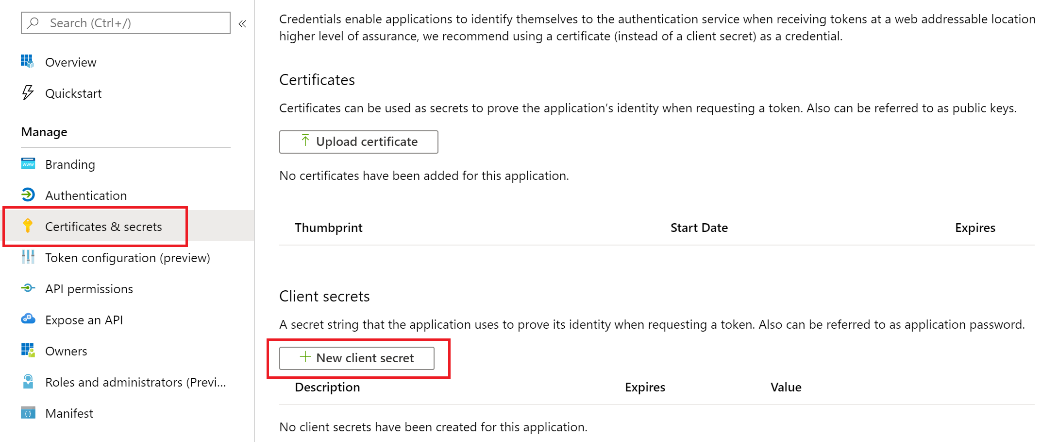 Search (Ctrl+/)
«
Overview
Quickstart
Manage
Branding
Authentication
Certificates & secrets
Token configuration (preview)
API permissions
Expose an API
Owners
Roles and administrators (Previ...
Manifest
Credentials enable applications to identify themselves to the authentication service when receiving tokens at a web addressable location
higher level of assurance, we recommend using a certificate (instead of a client secret) as a credential.
Certificates
Certificates can be used as secrets to prove the application's identity when requesting a token. Also can be referred to as public keys.
Upload certificate
No certificates have been added for this application.
Thumbprint Start Date Expires
Client secrets
A secret string that the application uses to prove its identity when requesting a token. Also can be referred to as application password.
New client secret
Description Expires Value
No client secrets have been created for this application.